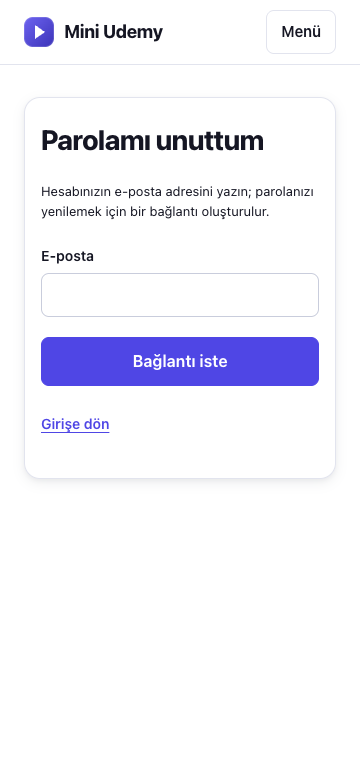 Mini Udemy
Menü
Parolamı unuttum
Hesabınızın e-posta adresini yazın; parolanızı
yenilemek için bir bağlantı oluşturulur.
E-posta
Bağlantı iste
Girişe dön